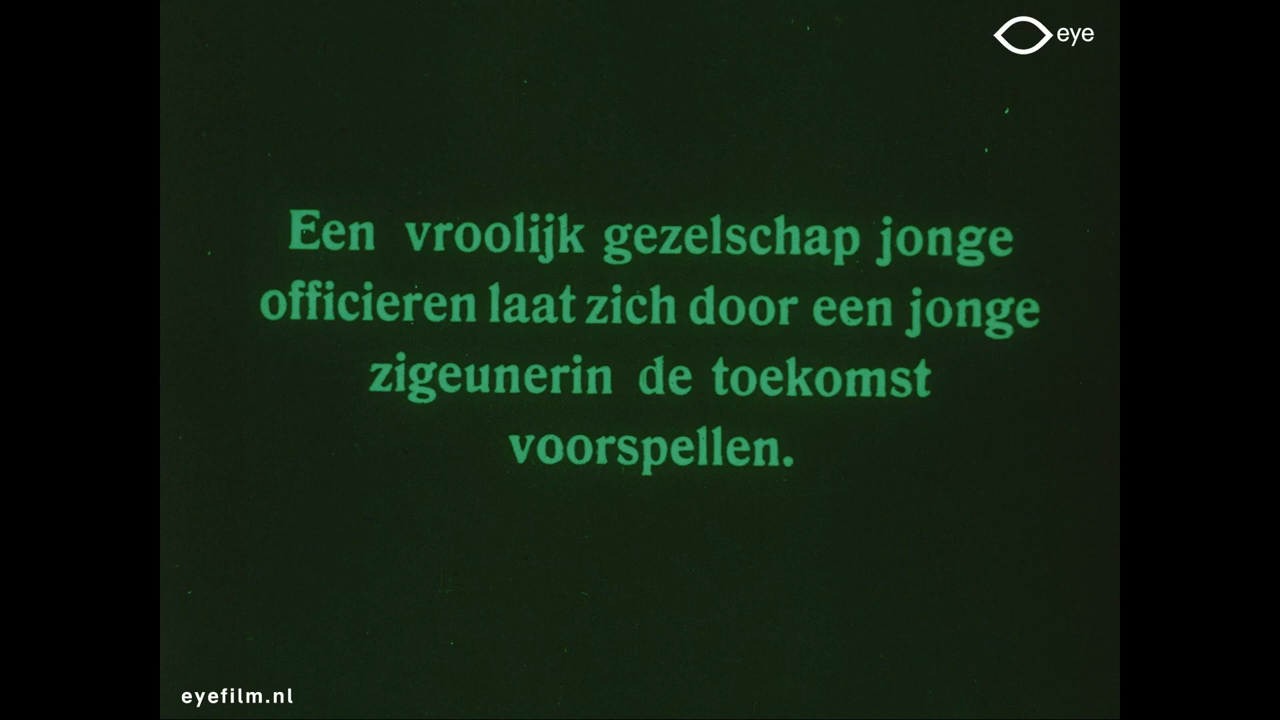 eye
Een vroolijk gezelschap jonge
officieren laat zich door een jonge
zigeunerin de toekomst
voorspellen.
eyefilm.nl